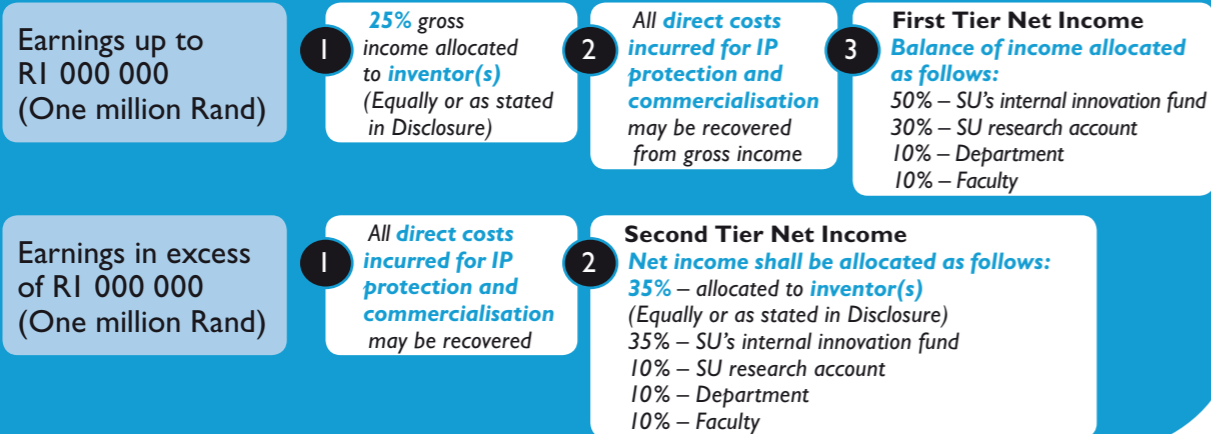 Earnings up to
R1 000 000
(One million Rand)
1
25% gross
income allocated
to inventor(s)
(Equally or as stated
in Disclosure)
2
All direct costs
incurred for IP
protection and
commercialisation
may be recovered
from gross income
3
First Tier Net Income
Balance of income allocated
as follows:
50% – SU's internal innovation fund
30% – SU research account
10% – Department
10% – Faculty
Earnings in excess
of R1 000 000
(One million Rand)
1
All direct costs
incurred for IP
protection and
commercialisation
may be recovered
2
Second Tier Net Income
Net income shall be allocated as follows:
35% – allocated to inventor(s)
(Equally or as stated in Disclosure)
35% – SU's internal innovation fund
10% – SU research account
10% – Department
10% – Faculty